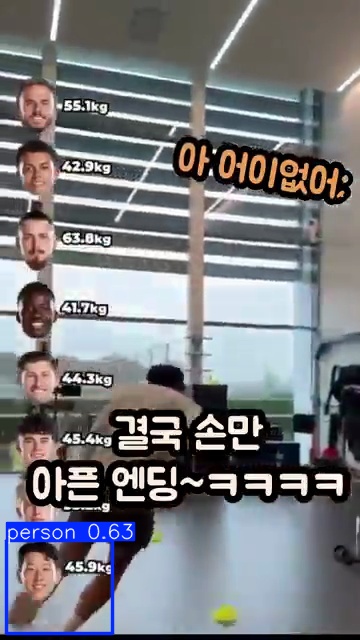 55.1kg
42.9kg
아 어이없어;
63.8kg
41.7kg
44.3kg
45.4kg
결국 손만
아픈 엔딩~ㅋㅋㅋㅋ
person 0.63
45.9kg